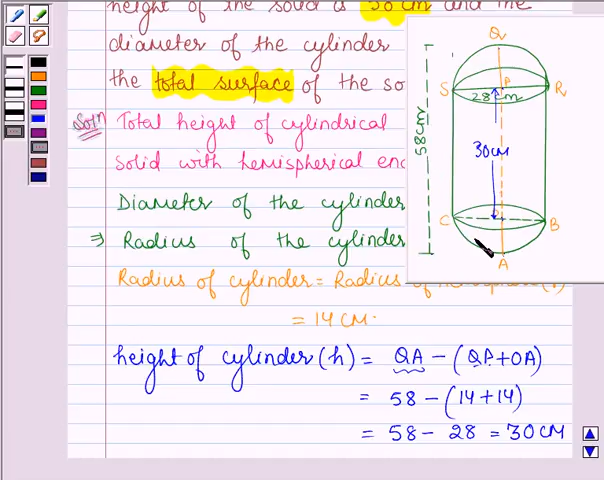 height of the solid is 58 cm and the
diameter of the cylinder
the total surface of the so
Soln Total height of cylindrical
Solid with hemispherical en
Diameter of the cylinder
⇒ Radius of the cylinder
Radius of cylinder = Radius of
= 14 CM.
height of cylinder (h) = QA - (QP + OA)
= 58 - (14 + 14)
= 58 - 28 = 30 CM
Q
S P R
28 cm
58 cm
30 CM
C B
A